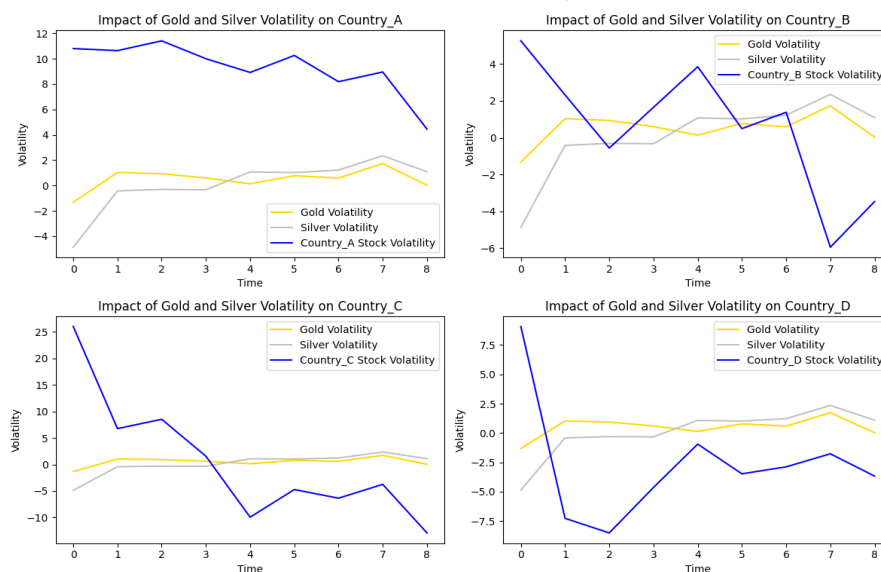 Impact of Gold and Silver Volatility on Country_A
12
10
8
6
4
2
0
−2
−4
Volatility
Gold Volatility
Silver Volatility
Country_A Stock Volatility
0 1 2 3 4 5 6 7 8
Time
Impact of Gold and Silver Volatility on Country_B
4
2
0
−2
−4
−6
Volatility
Gold Volatility
Silver Volatility
Country_B Stock Volatility
0 1 2 3 4 5 6 7 8
Time
Impact of Gold and Silver Volatility on Country_C
25
20
15
10
5
0
−5
−10
Volatility
Gold Volatility
Silver Volatility
Country_C Stock Volatility
0 1 2 3 4 5 6 7 8
Time
Impact of Gold and Silver Volatility on Country_D
7.5
5.0
2.5
0.0
−2.5
−5.0
−7.5
Volatility
Gold Volatility
Silver Volatility
Country_D Stock Volatility
0 1 2 3 4 5 6 7 8
Time